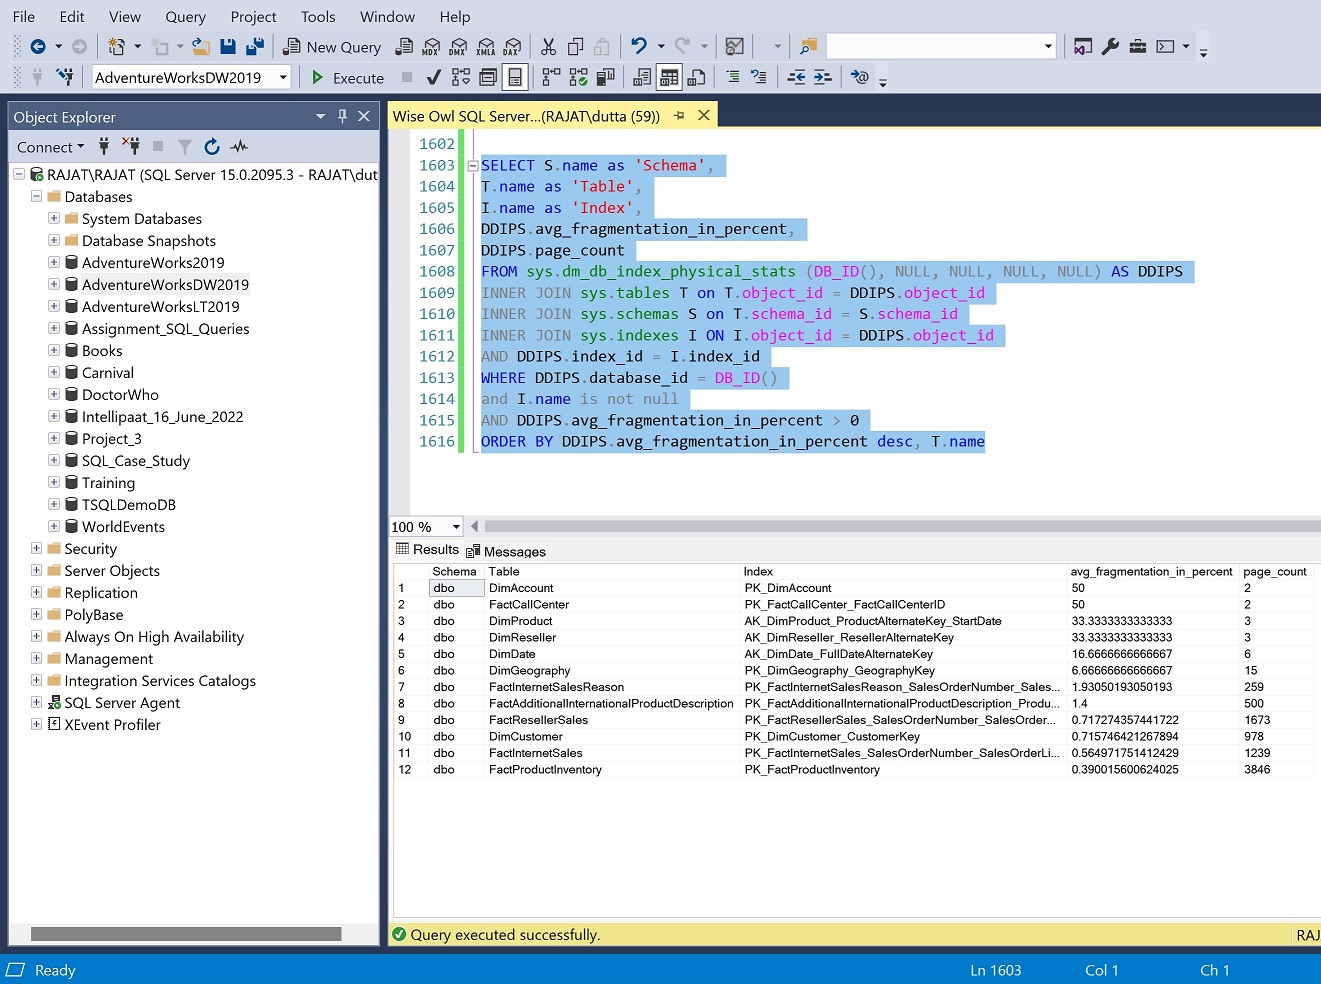 File Edit View Query Project Tools Window Help
New Query MDX DMX XMLA DAX
AdventureWorksDW2019 Execute
Object Explorer
Connect
RAJAT\RAJAT (SQL Server 15.0.2095.3 - RAJAT\dut
Databases
System Databases
Database Snapshots
AdventureWorks2019
AdventureWorksDW2019
AdventureWorksLT2019
Assignment_SQL_Queries
Books
Carnival
DoctorWho
Intellipaat_16_June_2022
Project_3
SQL_Case_Study
Training
TSQLDemoDB
WorldEvents
Security
Server Objects
Replication
PolyBase
Always On High Availability
Management
Integration Services Catalogs
SQL Server Agent
XEvent Profiler
Wise Owl SQL Server...(RAJAT\dutta (59))
1602
1603 SELECT S.name as 'Schema',
1604 T.name as 'Table',
1605 I.name as 'Index',
1606 DDIPS.avg_fragmentation_in_percent,
1607 DDIPS.page_count
1608 FROM sys.dm_db_index_physical_stats (DB_ID(), NULL, NULL, NULL, NULL) AS DDIPS
1609 INNER JOIN sys.tables T on T.object_id = DDIPS.object_id
1610 INNER JOIN sys.schemas S on T.schema_id = S.schema_id
1611 INNER JOIN sys.indexes I ON I.object_id = DDIPS.object_id
1612 AND DDIPS.index_id = I.index_id
1613 WHERE DDIPS.database_id = DB_ID()
1614 and I.name is not null
1615 AND DDIPS.avg_fragmentation_in_percent > 0
1616 ORDER BY DDIPS.avg_fragmentation_in_percent desc, T.name
100 %
Results Messages
Schema Table Index avg_fragmentation_in_percent page_count
1 dbo DimAccount PK_DimAccount 50 2
2 dbo FactCallCenter PK_FactCallCenter_FactCallCenterID 50 2
3 dbo DimProduct AK_DimProduct_ProductAlternateKey_StartDate 33.3333333333333 3
4 dbo DimReseller AK_DimReseller_ResellerAlternateKey 33.3333333333333 3
5 dbo DimDate AK_DimDate_FullDateAlternateKey 16.6666666666667 6
6 dbo DimGeography PK_DimGeography_GeographyKey 6.66666666666667 15
7 dbo FactInternetSalesReason PK_FactInternetSalesReason_SalesOrderNumber_Sales... 1.93050193050193 259
8 dbo FactAdditionalInternationalProductDescription PK_FactAdditionalInternationalProductDescription_Produ... 1.4 500
9 dbo FactResellerSales PK_FactResellerSales_SalesOrderNumber_SalesOrder... 0.717274357441722 1673
10 dbo DimCustomer PK_DimCustomer_CustomerKey 0.715746421267894 978
11 dbo FactInternetSales PK_FactInternetSales_SalesOrderNumber_SalesOrderLi... 0.564971751412429 1239
12 dbo FactProductInventory PK_FactProductInventory 0.390015600624025 3846
Query executed successfully. RAJ
Ready Ln 1603 Col 1 Ch 1